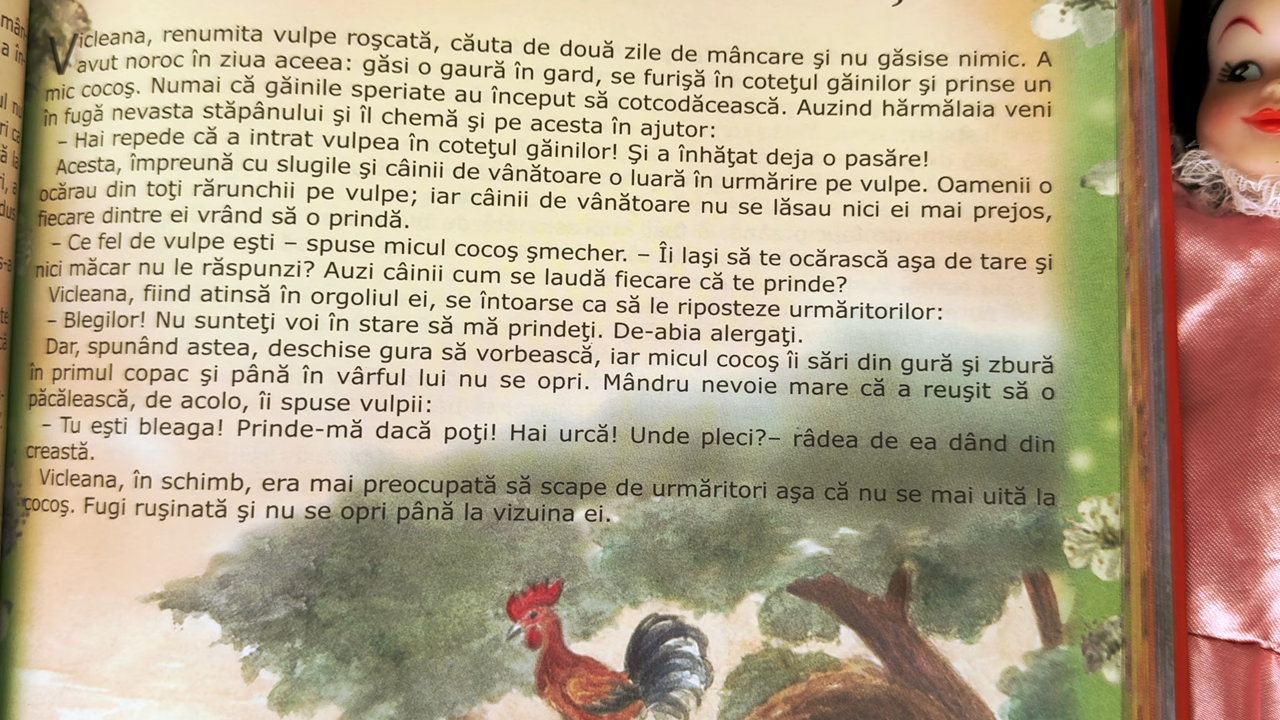 Vicleana, renumita vulpe roşcată, căuta de două zile de mâncare şi nu găsise nimic. A
avut noroc în ziua aceea: găsi o gaură în gard, se furişă în coteţul găinilor şi prinse un
mic cocoş. Numai că găinile speriate au început să cotcodăcească. Auzind hărmălaia veni
în fugă nevasta stăpânului şi îl chemă şi pe acesta în ajutor:
– Hai repede că a intrat vulpea în coteţul găinilor! Şi a înhăţat deja o pasăre!
Acesta, împreună cu slugile şi câinii de vânătoare o luară în urmărire pe vulpe. Oamenii o
ocărau din toţi rărunchii pe vulpe; iar câinii de vânătoare nu se lăsau nici ei mai prejos,
fiecare dintre ei vrând să o prindă.
– Ce fel de vulpe eşti – spuse micul cocoş şmecher. – Îi laşi să te ocărască aşa de tare şi
nici măcar nu le răspunzi? Auzi câinii cum se laudă fiecare că te prinde?
Vicleana, fiind atinsă în orgoliul ei, se întoarse ca să le riposteze urmăritorilor:
– Blegilor! Nu sunteţi voi în stare să mă prindeţi. De-abia alergaţi.
Dar, spunând astea, deschise gura să vorbească, iar micul cocoş îi sări din gură şi zbură
în primul copac şi până în vârful lui nu se opri. Mândru nevoie mare că a reuşit să o
păcălească, de acolo, îi spuse vulpii:
– Tu eşti bleaga! Prinde-mă dacă poţi! Hai urcă! Unde pleci?– râdea de ea dând din
creastă.
Vicleana, în schimb, era mai preocupată să scape de urmăritori aşa că nu se mai uită la
cocoş. Fugi ruşinată şi nu se opri până la vizuina ei.